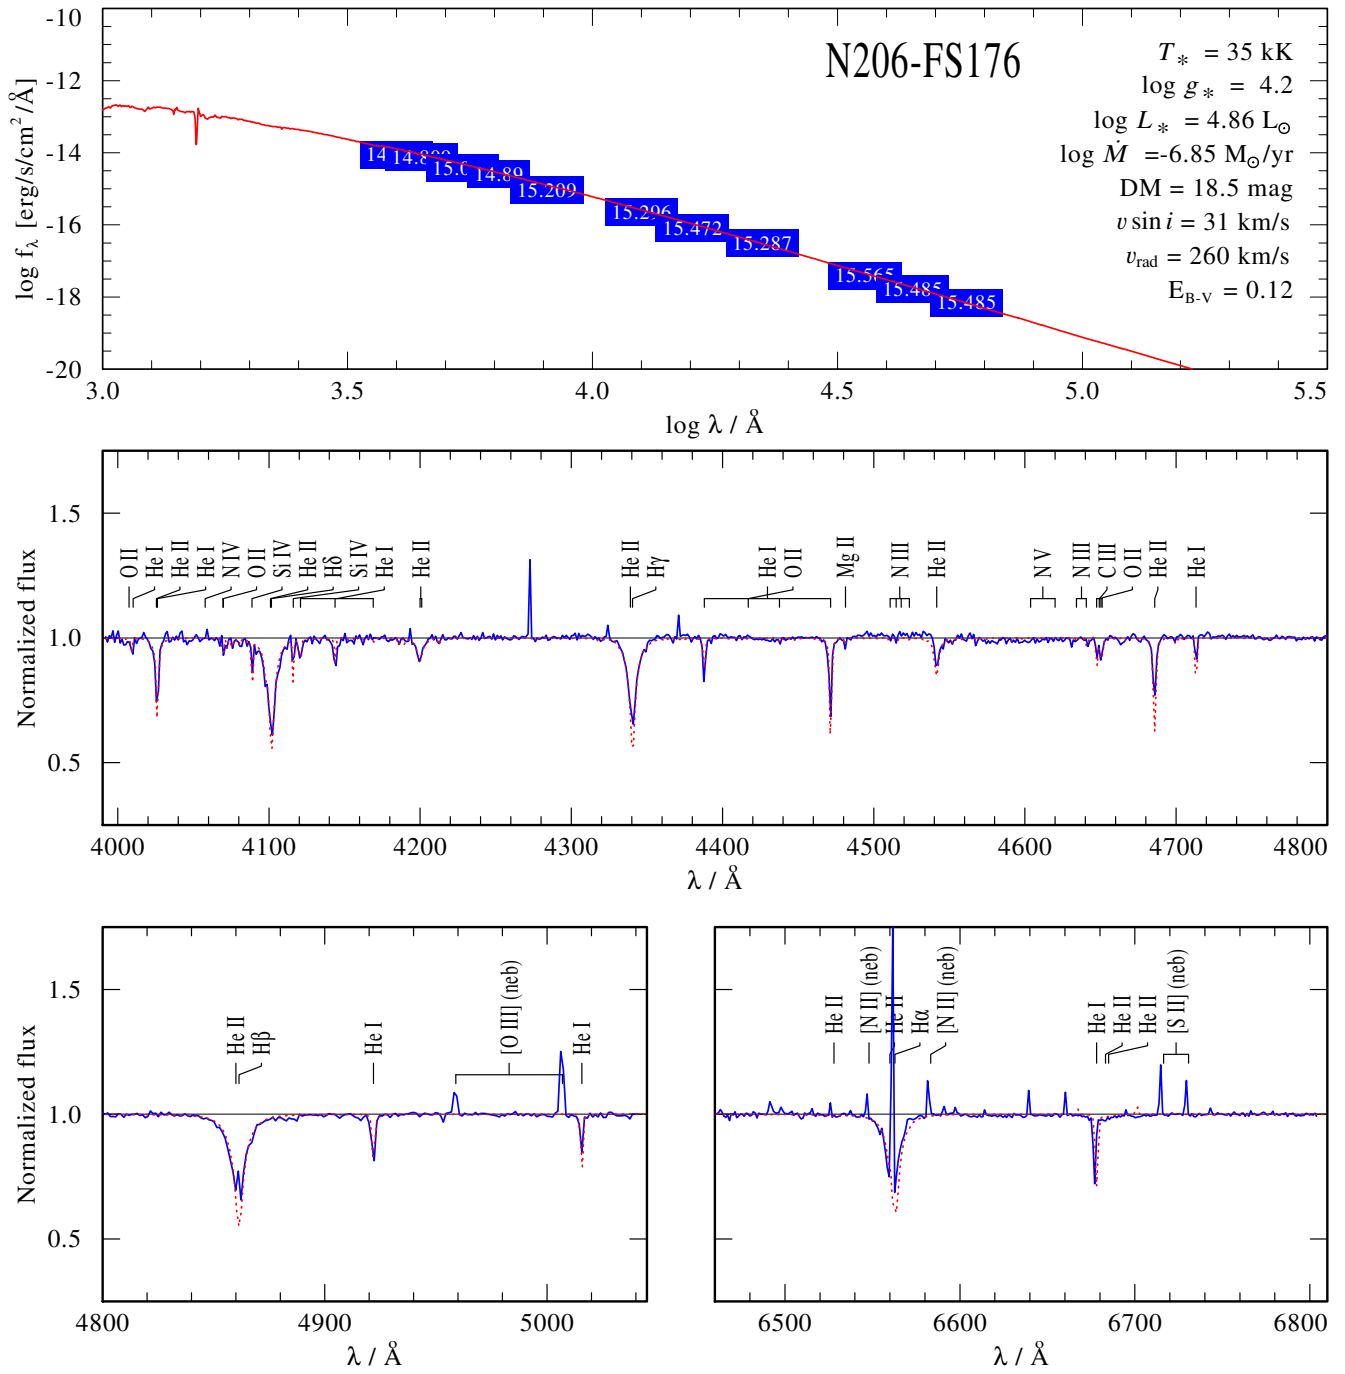 N206-FS176
T* = 35 kK
log g* = 4.2
log L* = 4.86 L⊙
log Ṁ =-6.85 M⊙/yr
DM = 18.5 mag
v sin i = 31 km/s
vrad = 260 km/s
EB-V = 0.12
log fλ [erg/s/cm²/Å]
-10
-12
-14
-16
-18
-20
14.89
15.209
15.296
15.472
15.287
15.565
15.485
15.485
3.0 3.5 4.0 4.5 5.0 5.5
log λ / Å
Normalized flux
1.5
1.0
0.5
O II
He I
He II
He I
N IV
O II
Si IV
He II
Hδ
Si IV
He I
He II
He II
Hγ
He I
O II
Mg II
N III
He II
N V
N III
C III
O II
He II
He I
4000 4100 4200 4300 4400 4500 4600 4700 4800
λ / Å
Normalized flux
1.5
1.0
0.5
He II
Hβ
He I
[O III] (neb)
He I
4800 4900 5000
λ / Å
He II
[N II] (neb)
He II
Hα
[N II] (neb)
He I
He II
He II
[S II] (neb)
6500 6600 6700 6800
λ / Å